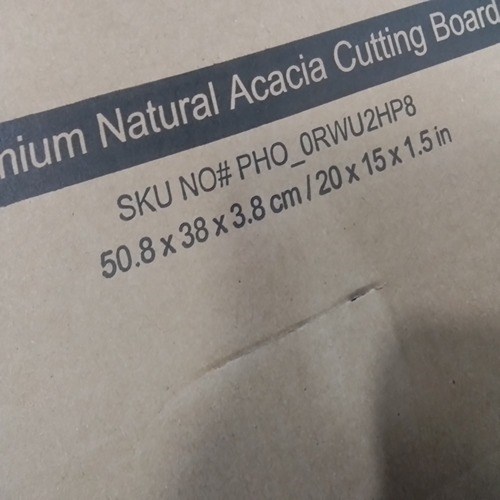 nium Natural Acacia Cutting Board
SKU NO# PHO_0RWU2HP8
50.8 x 38 x 3.8 cm / 20 x 15 x 1.5 in